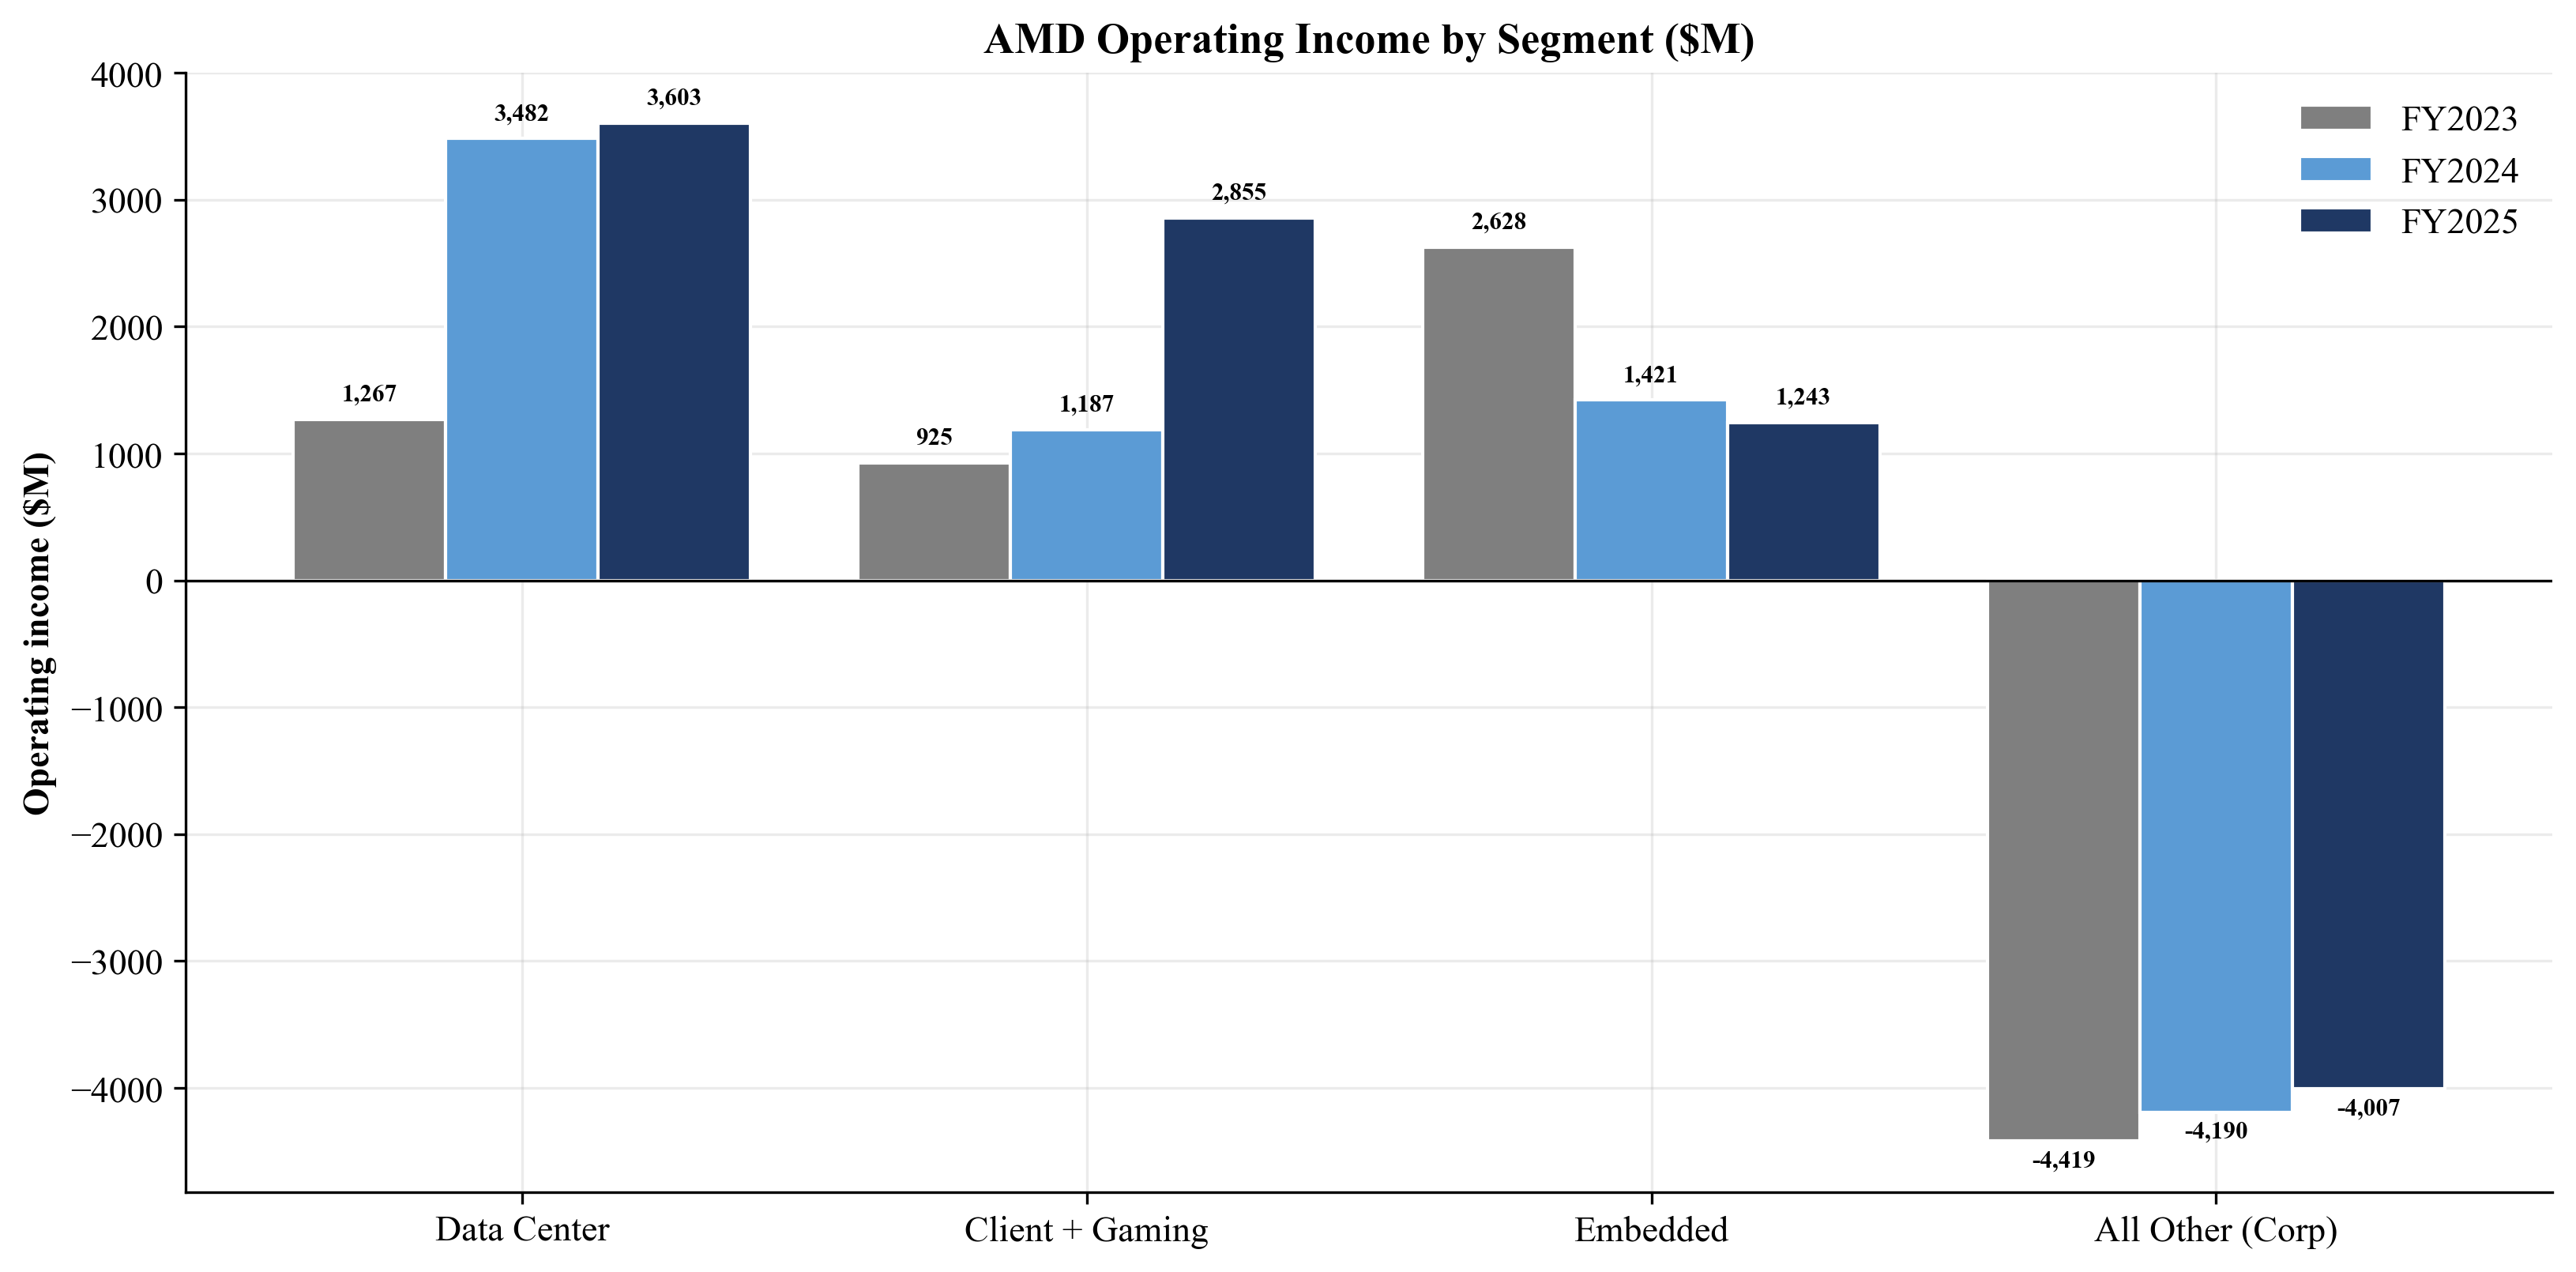 AMD Operating Income by Segment ($M)
Operating income ($M)
4000
3000
2000
1000
0
−1000
−2000
−3000
−4000
FY2023
FY2024
FY2025
1,267
3,482
3,603
925
1,187
2,855
2,628
1,421
1,243
-4,419
-4,190
-4,007
Data Center
Client + Gaming
Embedded
All Other (Corp)